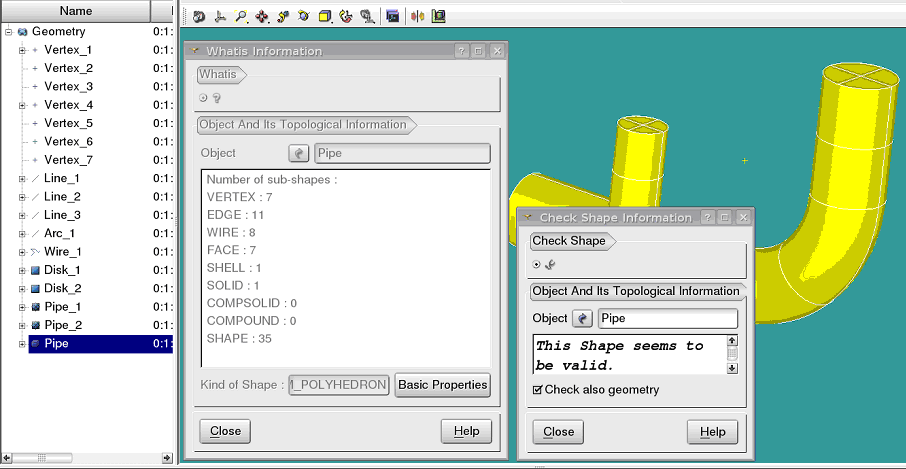 Name
Geometry 0:1:
Vertex_1 0:1:
Vertex_2 0:1:
Vertex_3 0:1:
Vertex_4 0:1:
Vertex_5 0:1:
Vertex_6 0:1:
Vertex_7 0:1:
Line_1 0:1:
Line_2 0:1:
Line_3 0:1:
Arc_1 0:1:
Wire_1 0:1:
Disk_1 0:1:
Disk_2 0:1:
Pipe_1 0:1:
Pipe_2 0:1:
Pipe 0:1:
Whatis Information
Whatis
Object And Its Topological Information
Object Pipe
Number of sub-shapes :
VERTEX : 7
EDGE : 11
WIRE : 8
FACE : 7
SHELL : 1
SOLID : 1
COMPSOLID : 0
COMPOUND : 0
SHAPE : 35
Kind of Shape : _POLYHEDRON Basic Properties
Close Help
Check Shape Information
Check Shape
Object And Its Topological Information
Object Pipe
This Shape seems to
be valid.
Check also geometry
Close Help